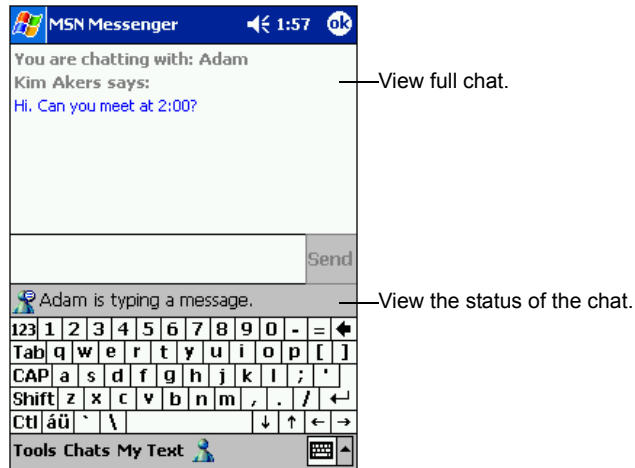 MSN Messenger 1:57 ok
You are chatting with: Adam
Kim Akers says:
View full chat.
Hi. Can you meet at 2:00?
Send
Adam is typing a message.
View the status of the chat.
123 1 2 3 4 5 6 7 8 9 0 - =
Tab q w e r t y u i o p [ ]
CAP a s d f g h j k l ; '
Shift z x c v b n m , . /
Ctl áü ` \ ↓ ↑ ← →
Tools Chats My Text